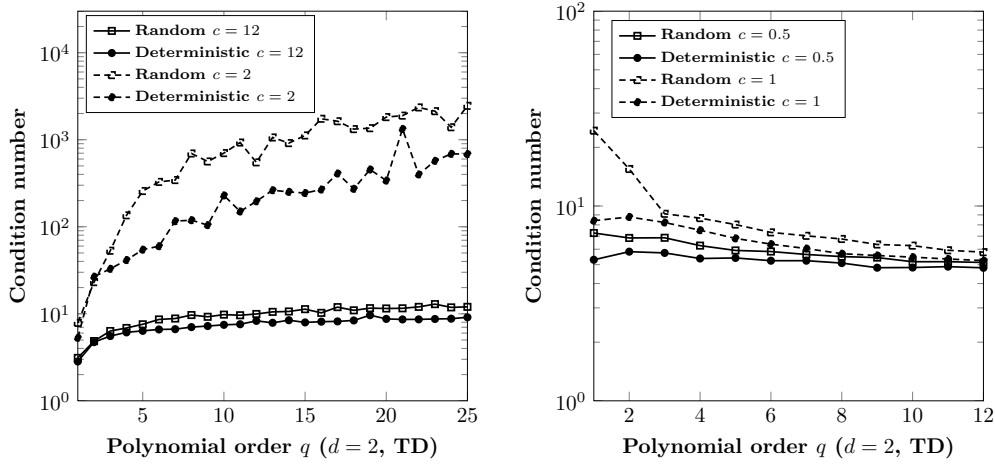 Random c = 12
Deterministic c = 12
Random c = 2
Deterministic c = 2
Condition number
10^4
10^3
10^2
10^1
10^0
5
10
15
20
25
Polynomial order q (d = 2, TD)
Random c = 0.5
Deterministic c = 0.5
Random c = 1
Deterministic c = 1
Condition number
10^2
10^1
10^0
2
4
6
8
10
12
Polynomial order q (d = 2, TD)